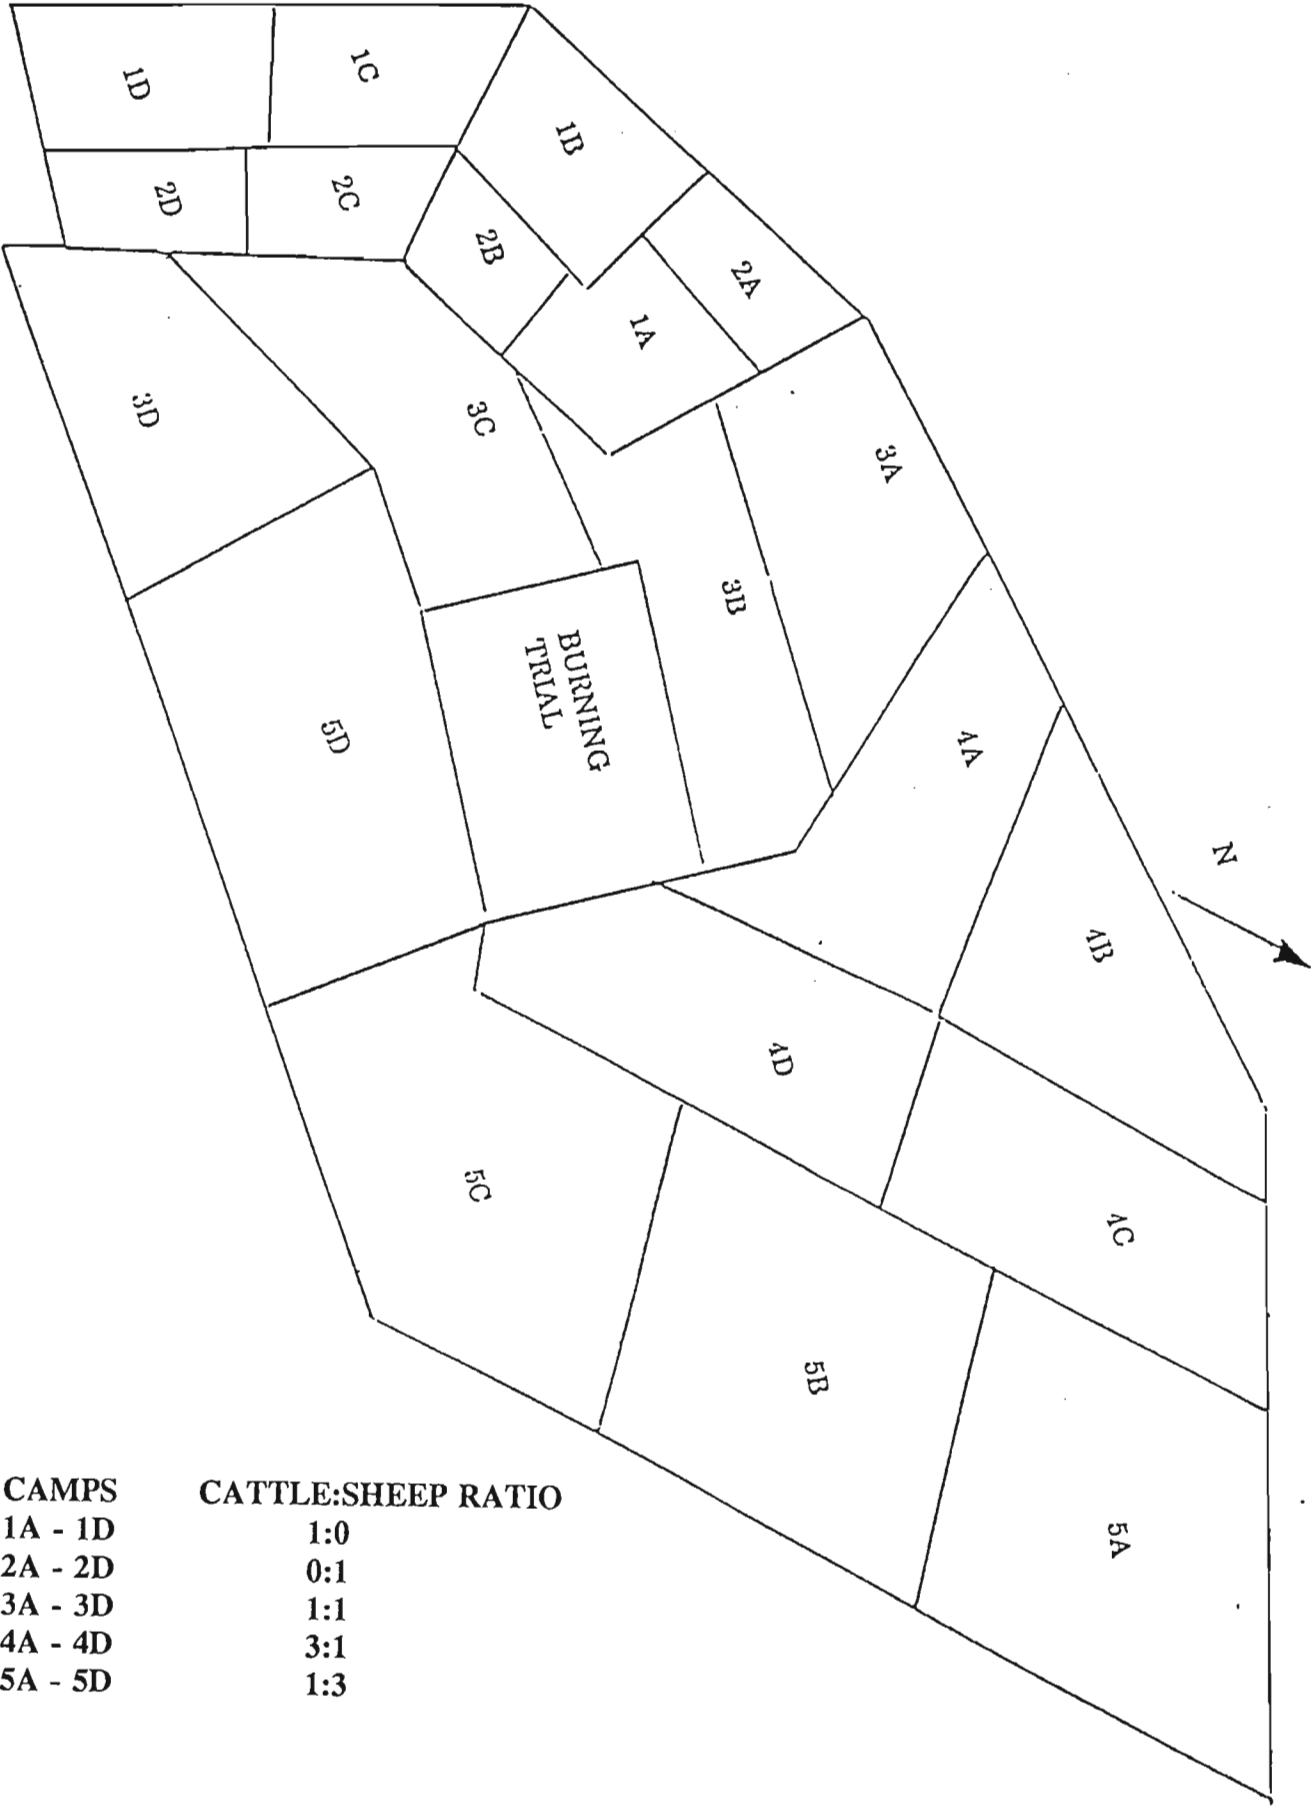 1D
1C
1B
2D
2C
2B
2A
1A
3D
3C
3A
3B
BURNING
TRIAL
5D
4A
N
4B
4D
5C
4C
5B
5A
CAMPS CATTLE:SHEEP RATIO
1A - 1D 1:0
2A - 2D 0:1
3A - 3D 1:1
4A - 4D 3:1
5A - 5D 1:3